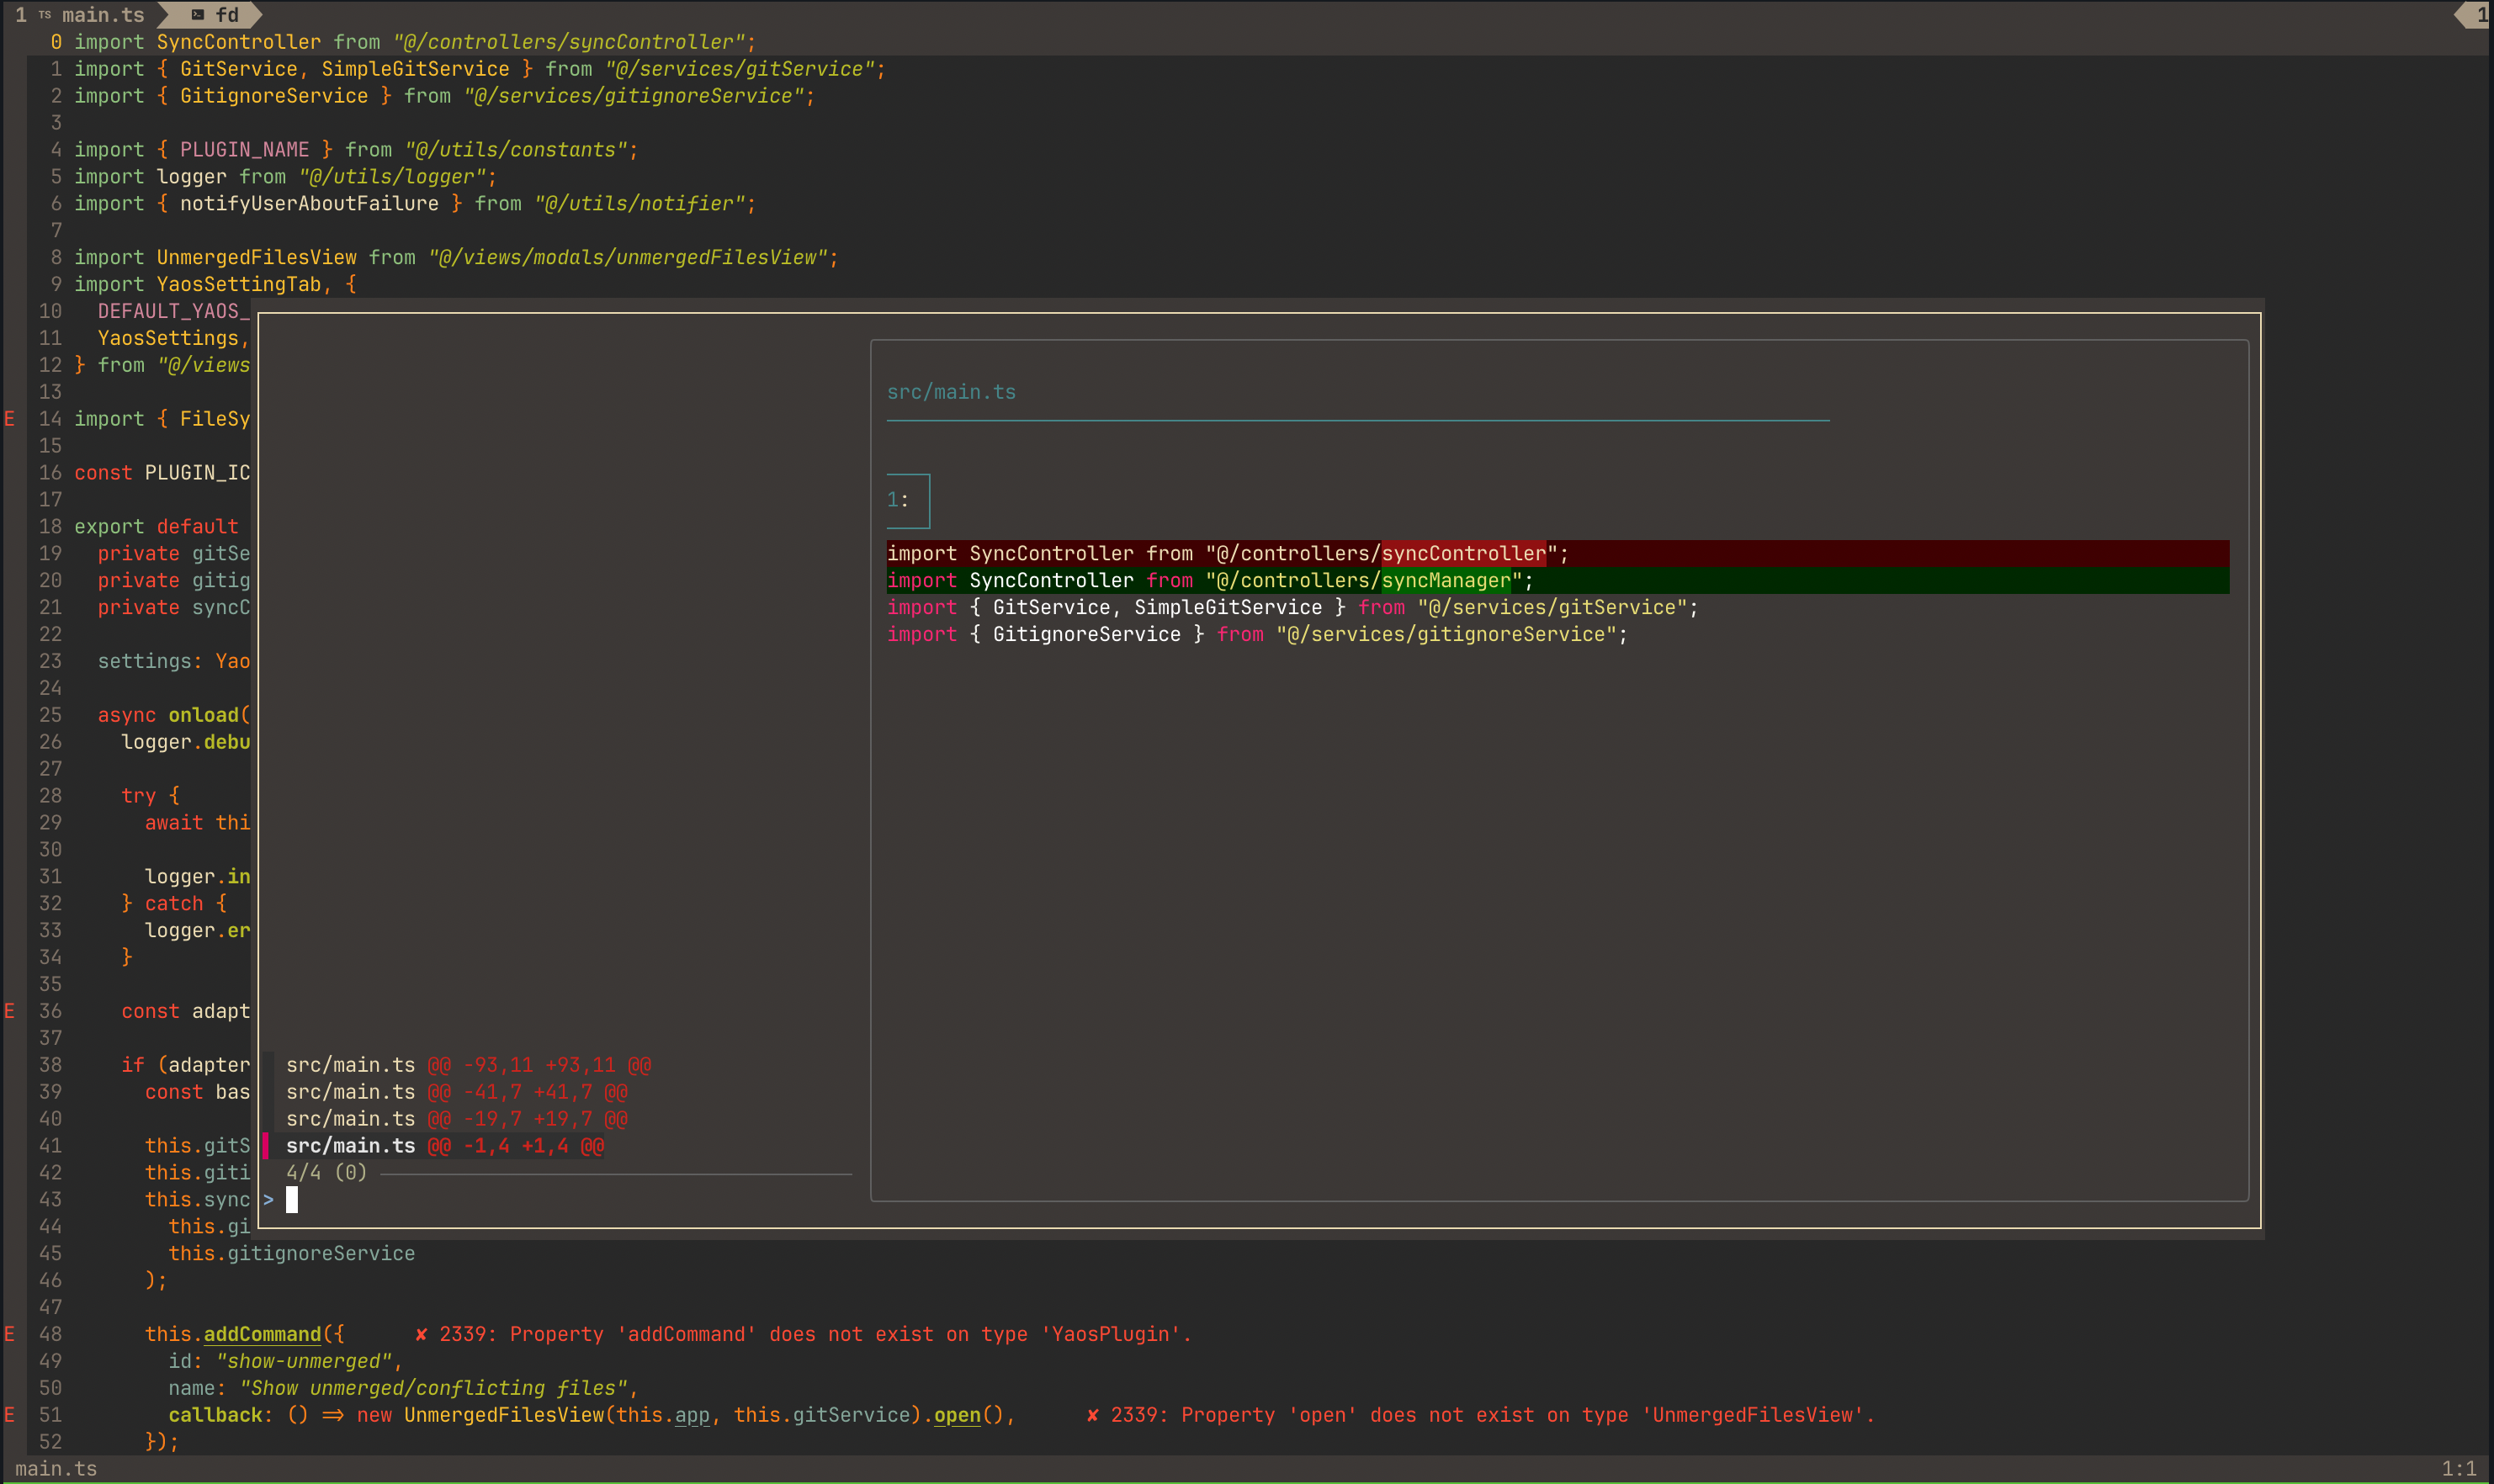 1 TS main.ts fd 1
0 import SyncController from "@/controllers/syncController";
1 import { GitService, SimpleGitService } from "@/services/gitService";
2 import { GitignoreService } from "@/services/gitignoreService";
3
4 import { PLUGIN_NAME } from "@/utils/constants";
5 import logger from "@/utils/logger";
6 import { notifyUserAboutFailure } from "@/utils/notifier";
7
8 import UnmergedFilesView from "@/views/modals/unmergedFilesView";
9 import YaosSettingTab, {
10 DEFAULT_YAOS_
11 YaosSettings,
12 } from "@/views
13
E 14 import { FileSy
15
16 const PLUGIN_IC
17
18 export default
19 private gitSe
20 private gitig
21 private syncC
22
23 settings: Yao
24
25 async onload(
26 logger.debu
27
28 try {
29 await thi
30
31 logger.in
32 } catch {
33 logger.er
34 }
35
E 36 const adapt
37
38 if (adapter
39 const bas
40
41 this.gitS
42 this.giti
43 this.sync
44 this.gi
45 this.gitignoreService
46 );
47
E 48 this.addCommand({ ✘ 2339: Property 'addCommand' does not exist on type 'YaosPlugin'.
49 id: "show-unmerged",
50 name: "Show unmerged/conflicting files",
E 51 callback: () => new UnmergedFilesView(this.app, this.gitService).open(), ✘ 2339: Property 'open' does not exist on type 'UnmergedFilesView'.
52 });
src/main.ts @@ -93,11 +93,11 @@
src/main.ts @@ -41,7 +41,7 @@
src/main.ts @@ -19,7 +19,7 @@
src/main.ts @@ -1,4 +1,4 @@
4/4 (0)
>
src/main.ts
1:
import SyncController from "@/controllers/syncController";
import SyncController from "@/controllers/syncManager";
import { GitService, SimpleGitService } from "@/services/gitService";
import { GitignoreService } from "@/services/gitignoreService";
main.ts 1:1